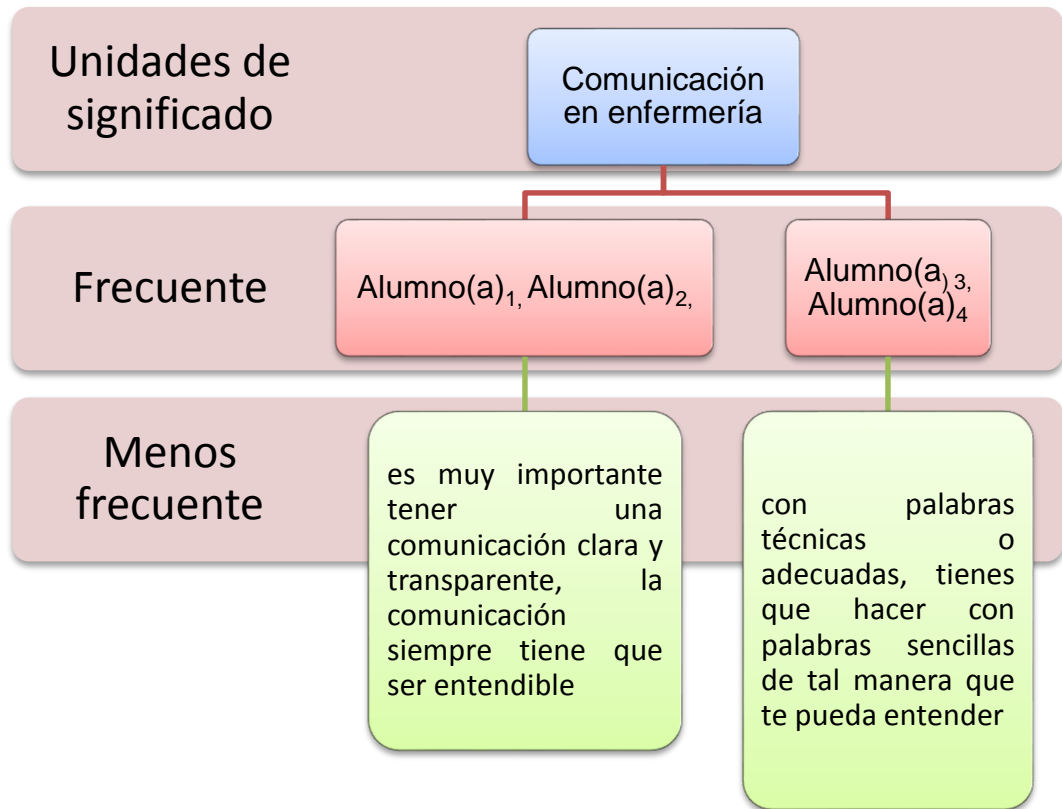 Unidades de
significado
Comunicación
en enfermería
Frecuente
Alumno(a)1, Alumno(a)2,
Alumno(a) 3,
Alumno(a)4
Menos
frecuente
es muy importante
tener una
comunicación clara y
transparente, la
comunicación
siempre tiene que
ser entendible
con palabras
técnicas o
adecuadas, tienes
que hacer con
palabras sencillas
de tal manera que
te pueda entender